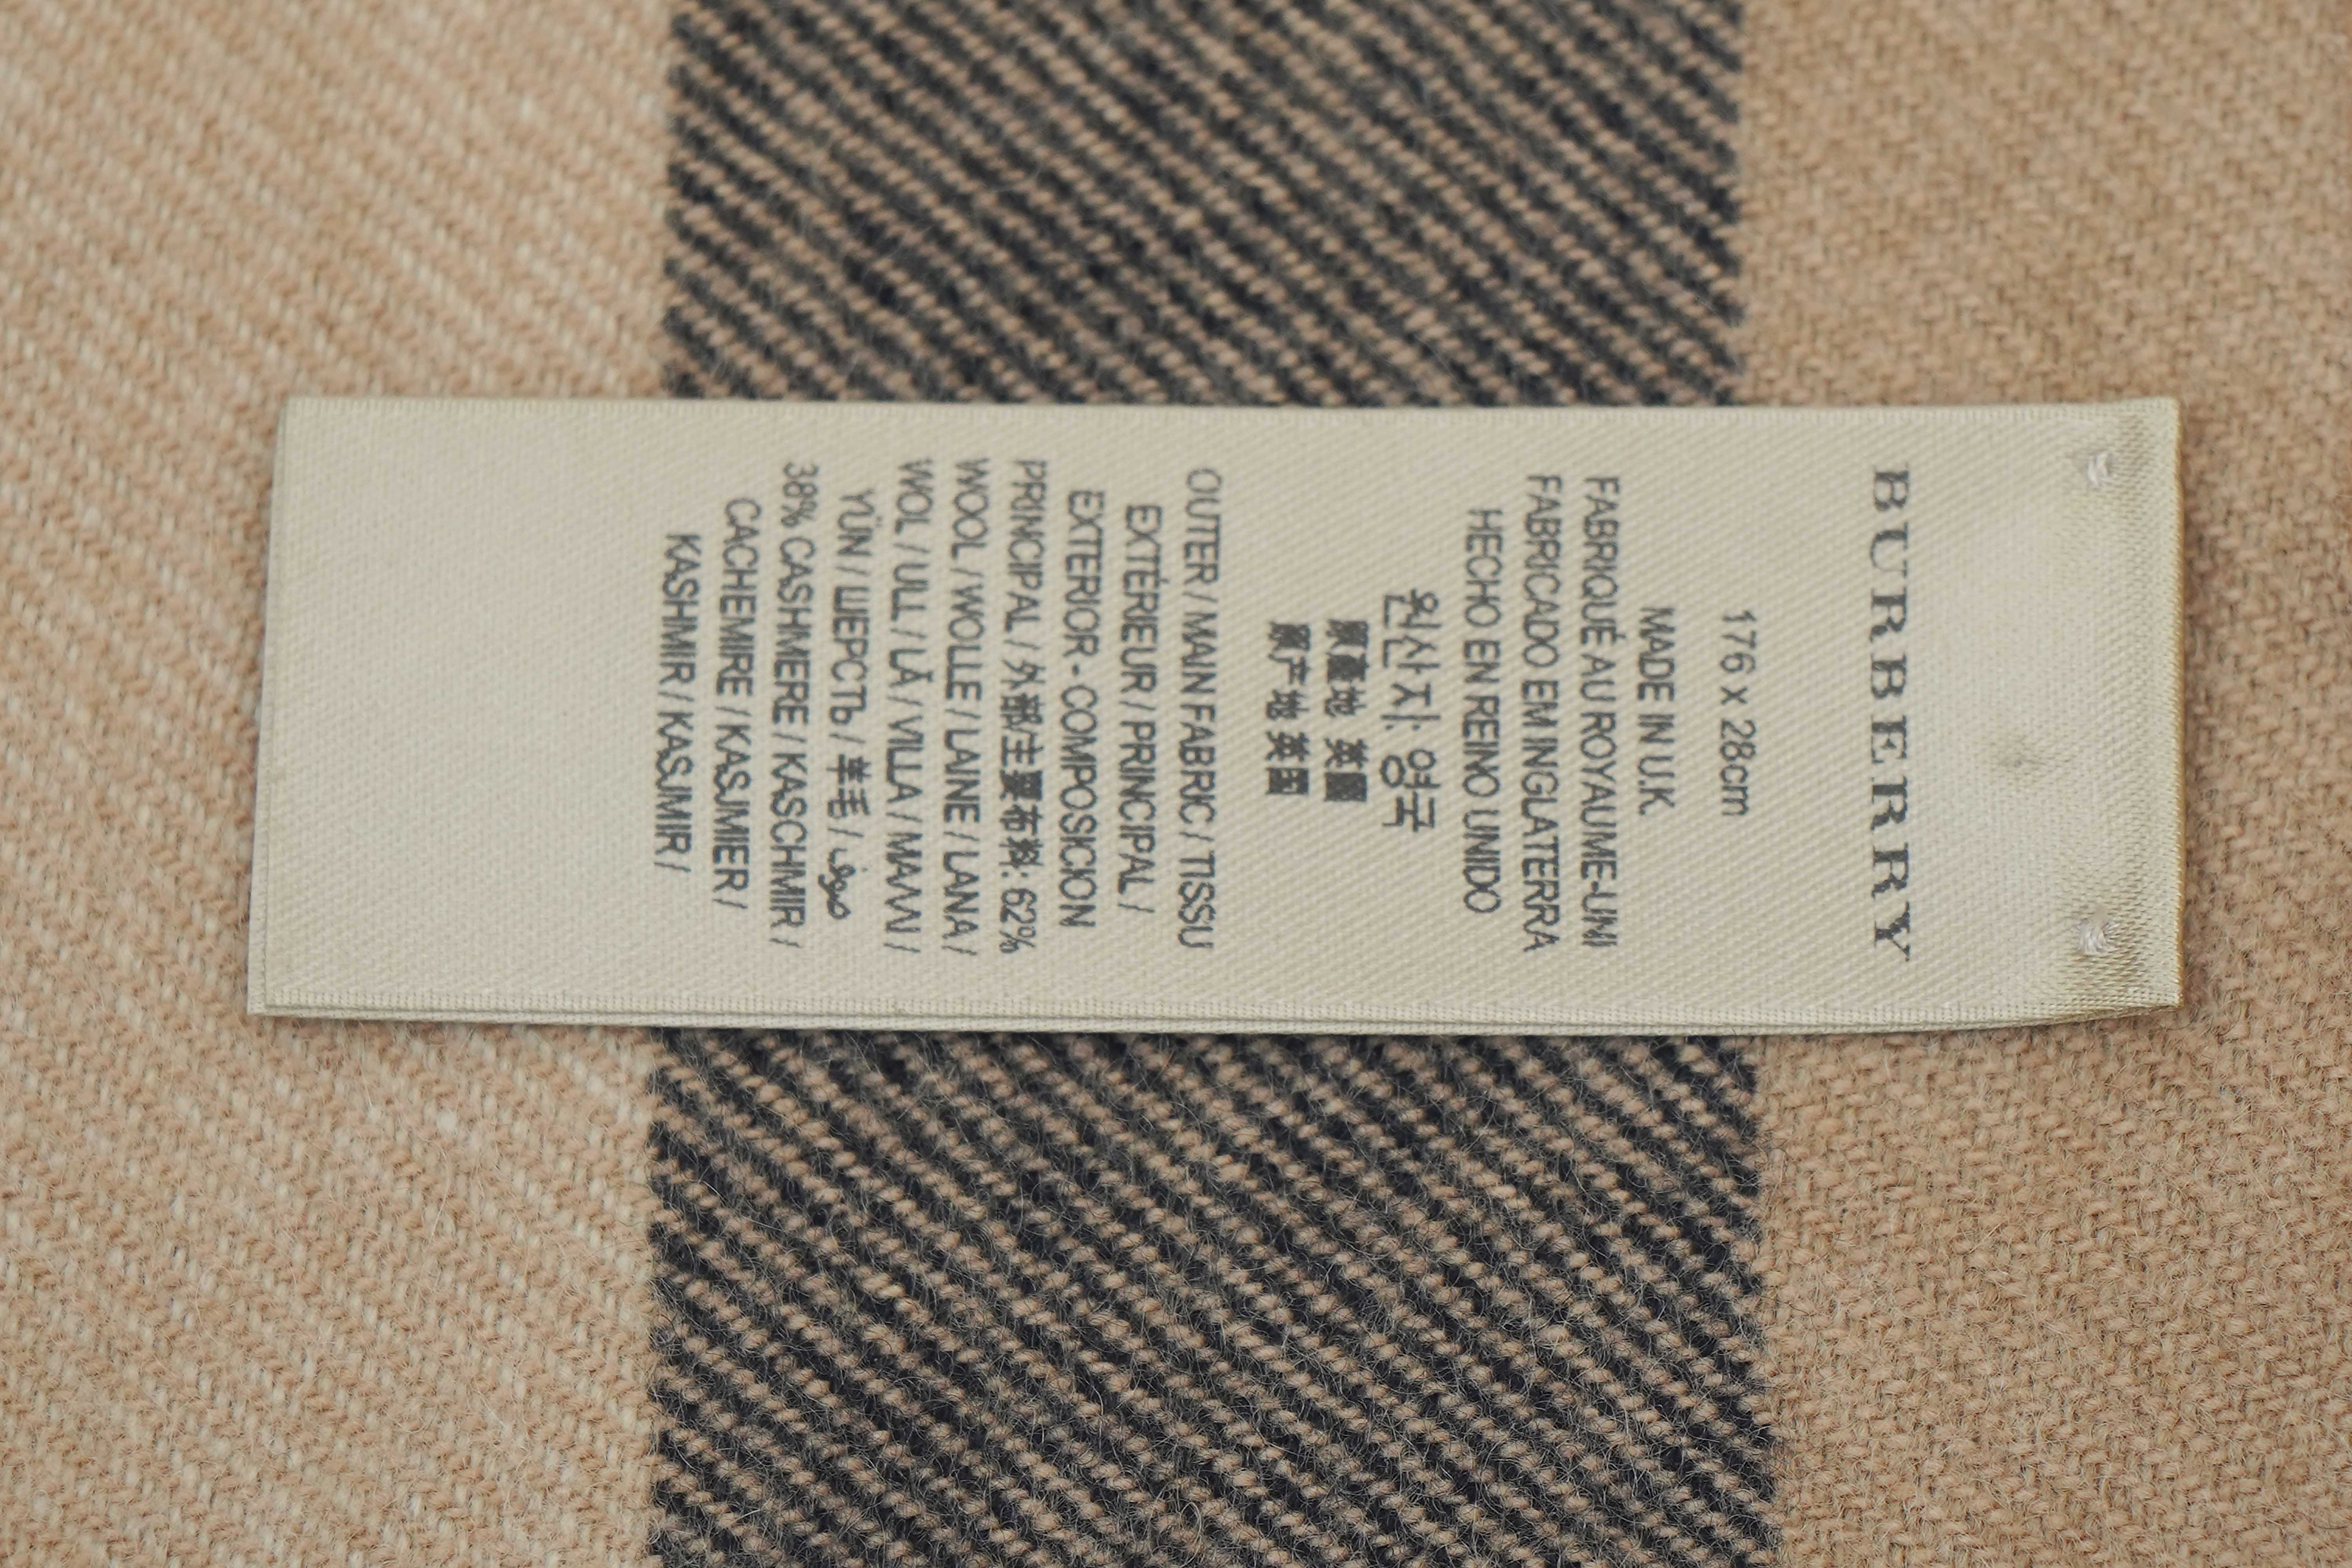 BURBERRY
176 x 28cm
MADE IN U.K.
FABRIQUÉ AU ROYAUME-UNI
FABRICADO EM INGLATERRA
HECHO EN REINO UNIDO
원산지: 영국
原產地 英國
原产地 英国
OUTER / MAIN FABRIC / TISSU
EXTÉRIEUR / PRINCIPAL /
EXTERIOR - COMPOSICION
PRINCIPAL / 外部/主要布料: 62%
WOOL / WOLLE / LAINE / LANA /
WOL / ULL / LÃ / VILLA / ΜΑΛΛΙ /
YÜN / ШЕРСТЬ / 羊毛 / صوف
38% CASHMERE / KASCHMIR /
CACHEMIRE / KASJMIER /
KASHMIR / KASJMIR /